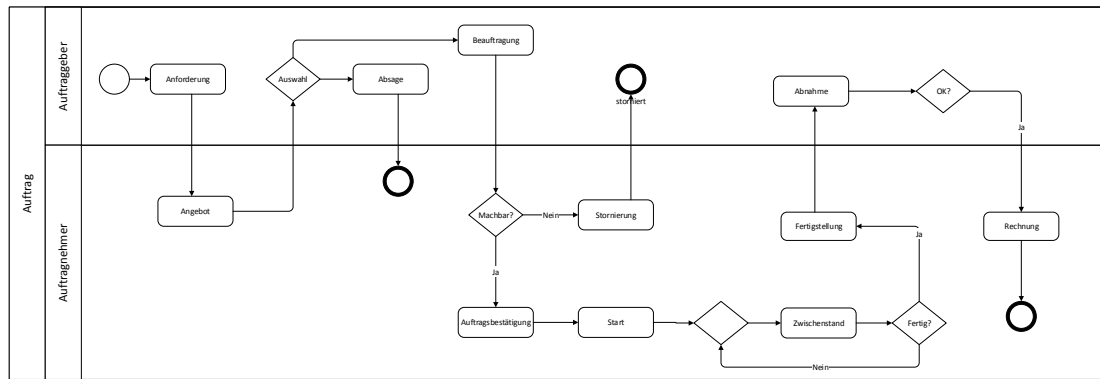 Auftrag
Auftraggeber
Anforderung
Auswahl
Absage
Beauftragung
storniert
Abnahme
OK?
Ja
Auftragnehmer
Angebot
Machbar?
Nein
Stornierung
Fertigstellung
Ja
Rechnung
Ja
Auftragsbestätigung
Start
Zwischenstand
Fertig?
Nein